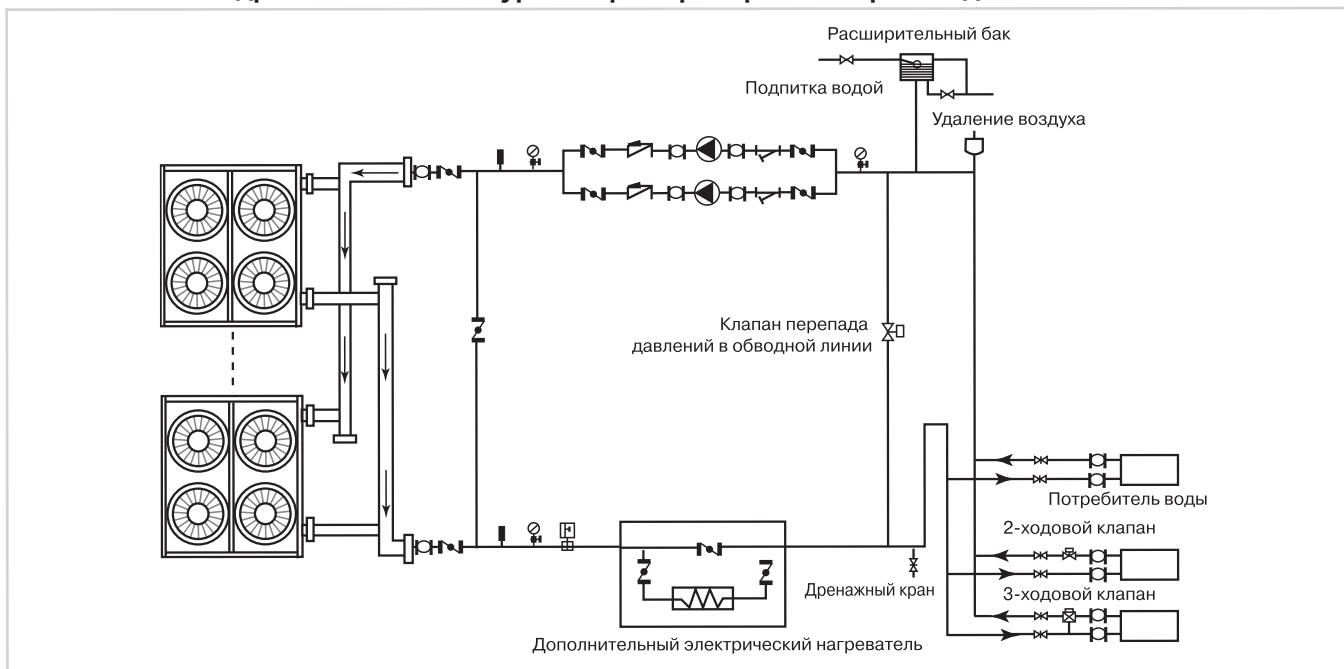 Расширительный бак
Подпитка водой
Удаление воздуха
Клапан перепада
давлений в обводной линии
Потребитель воды
2-ходовой клапан
Дренажный кран
3-ходовой клапан
Дополнительный электрический нагреватель